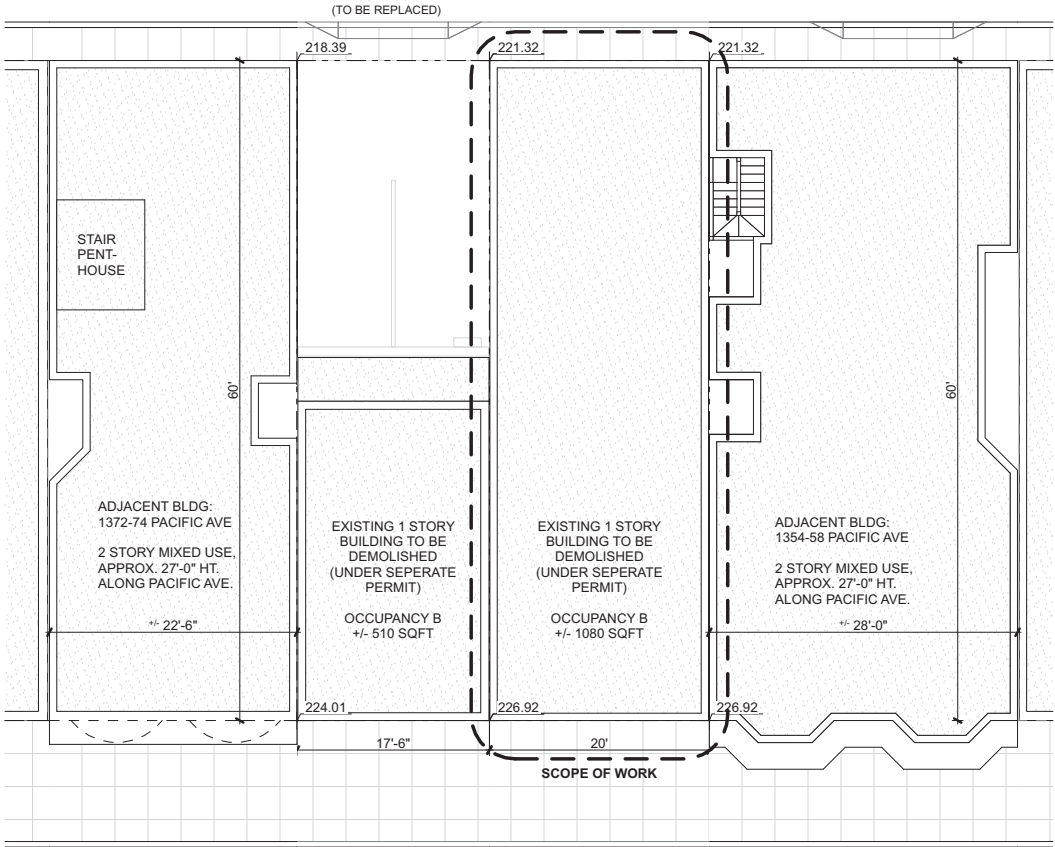 (TO BE REPLACED)
218.39
221.32
221.32
STAIR
PENT-
HOUSE
60'
60'
ADJACENT BLDG:
1372-74 PACIFIC AVE
2 STORY MIXED USE,
APPROX. 27'-0" HT.
ALONG PACIFIC AVE.
+/- 22'-6"
EXISTING 1 STORY
BUILDING TO BE
DEMOLISHED
(UNDER SEPERATE
PERMIT)
OCCUPANCY B
+/- 510 SQFT
EXISTING 1 STORY
BUILDING TO BE
DEMOLISHED
(UNDER SEPERATE
PERMIT)
OCCUPANCY B
+/- 1080 SQFT
ADJACENT BLDG:
1354-58 PACIFIC AVE
2 STORY MIXED USE,
APPROX. 27'-0" HT.
ALONG PACIFIC AVE.
+/- 28'-0"
224.01
226.92
226.92
17'-6"
20'
SCOPE OF WORK